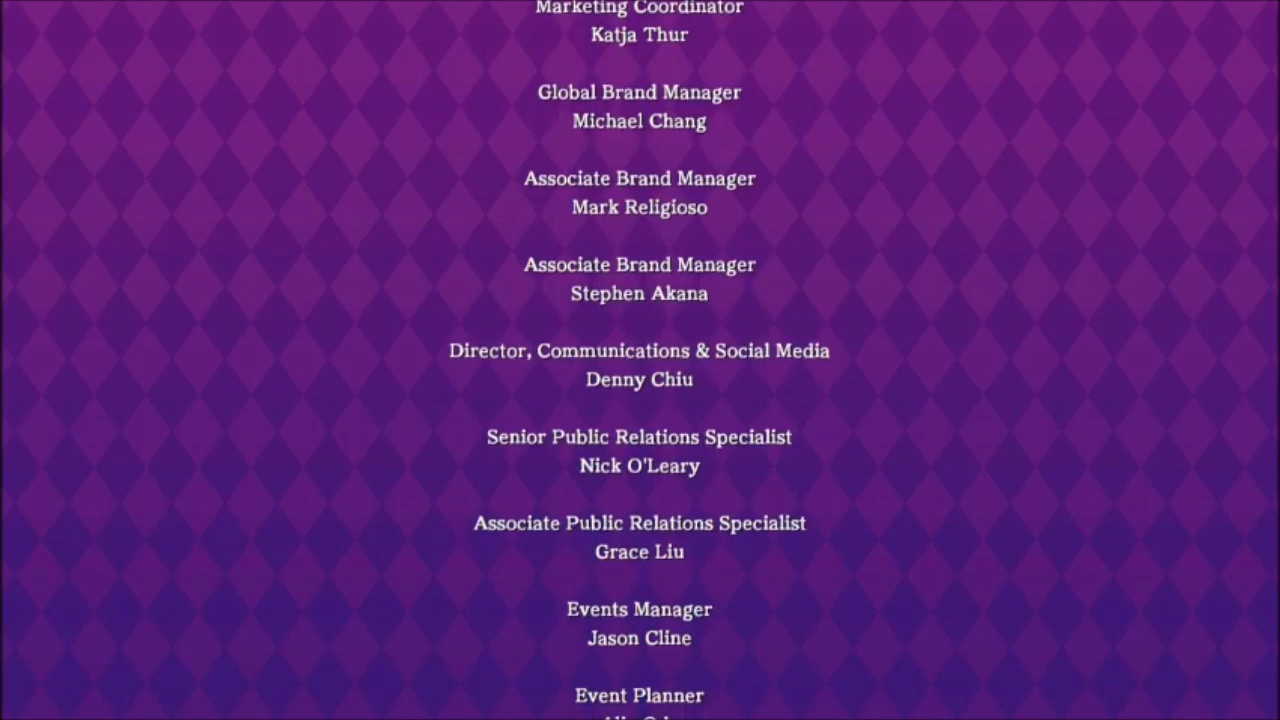 Marketing Coordinator
Katja Thur
Global Brand Manager
Michael Chang
Associate Brand Manager
Mark Religioso
Associate Brand Manager
Stephen Akana
Director, Communications & Social Media
Denny Chiu
Senior Public Relations Specialist
Nick O'Leary
Associate Public Relations Specialist
Grace Liu
Events Manager
Jason Cline
Event Planner